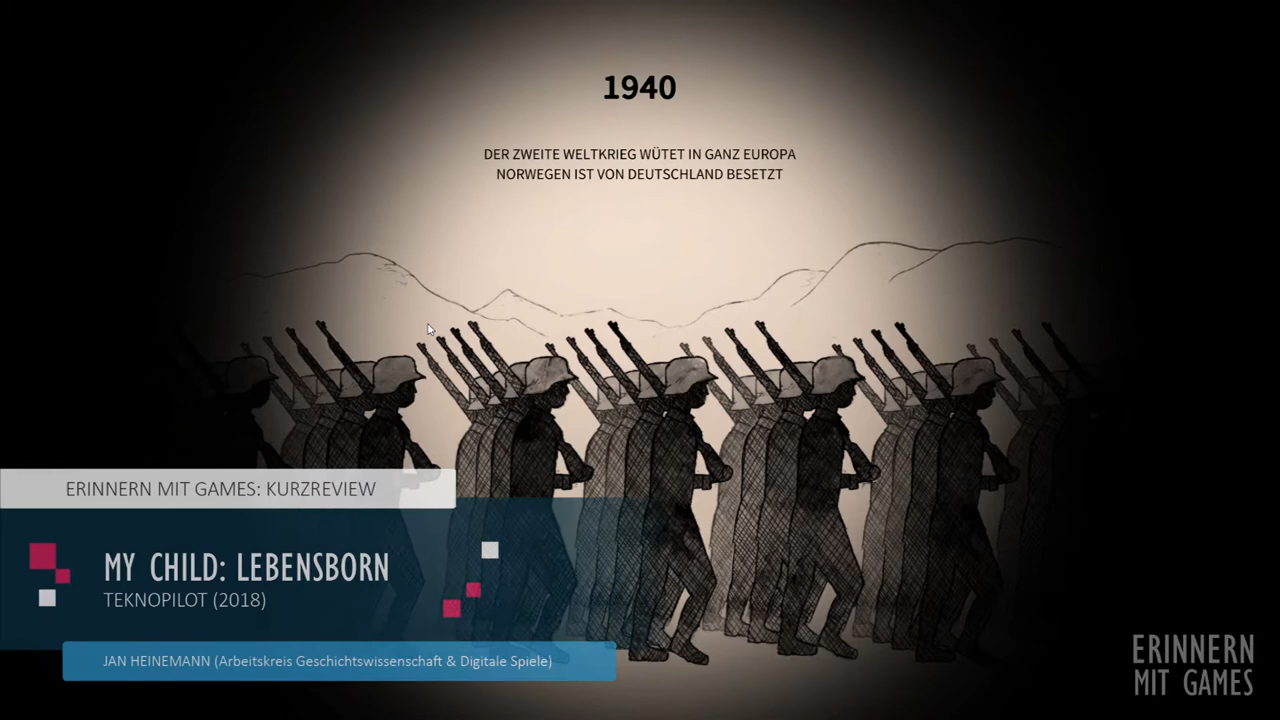 1940
DER ZWEITE WELTKRIEG WÜTET IN GANZ EUROPA
NORWEGEN IST VON DEUTSCHLAND BESETZT
ERINNERN MIT GAMES: KURZREVIEW
MY CHILD: LEBENSBORN
TEKNOPILOT (2018)
JAN HEINEMANN (Arbeitskreis Geschichtswissenschaft & Digitale Spiele)
ERINNERN
MIT GAMES